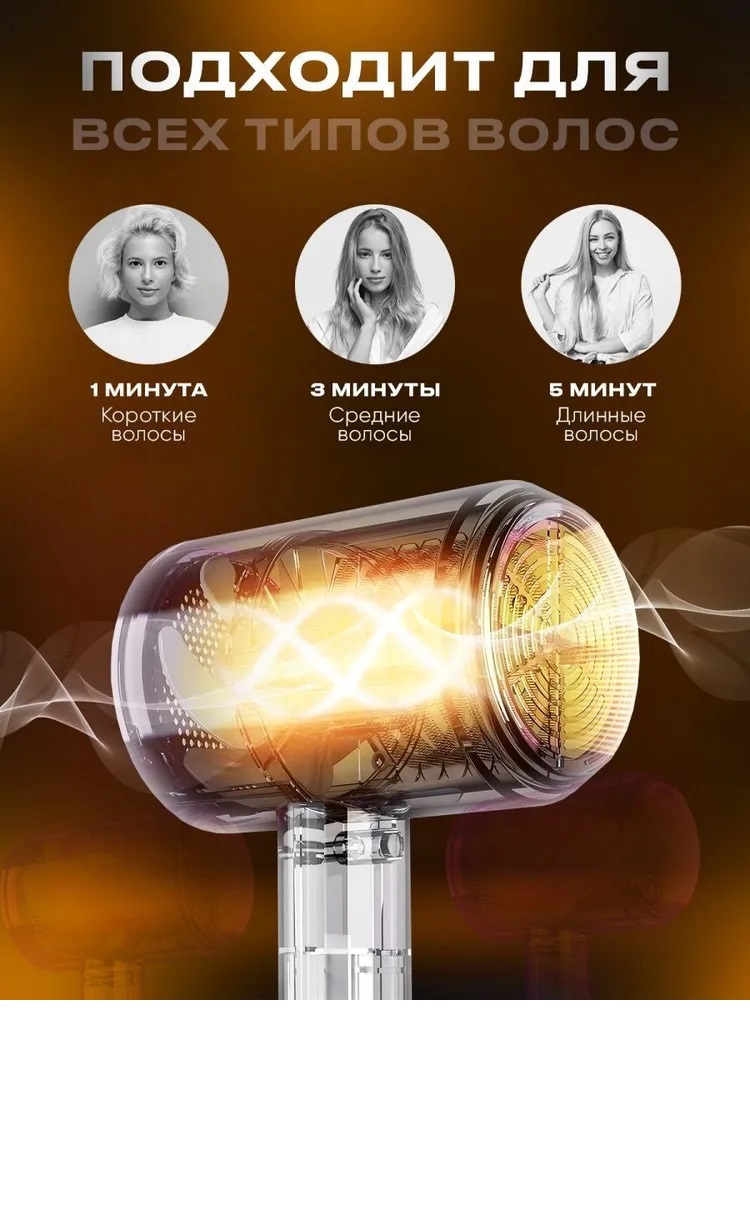 ПОДХОДИТ ДЛЯ
ВСЕХ ТИПОВ ВОЛОС
1 МИНУТА
Короткие
волосы
3 МИНУТЫ
Средние
волосы
5 МИНУТ
Длинные
волосы